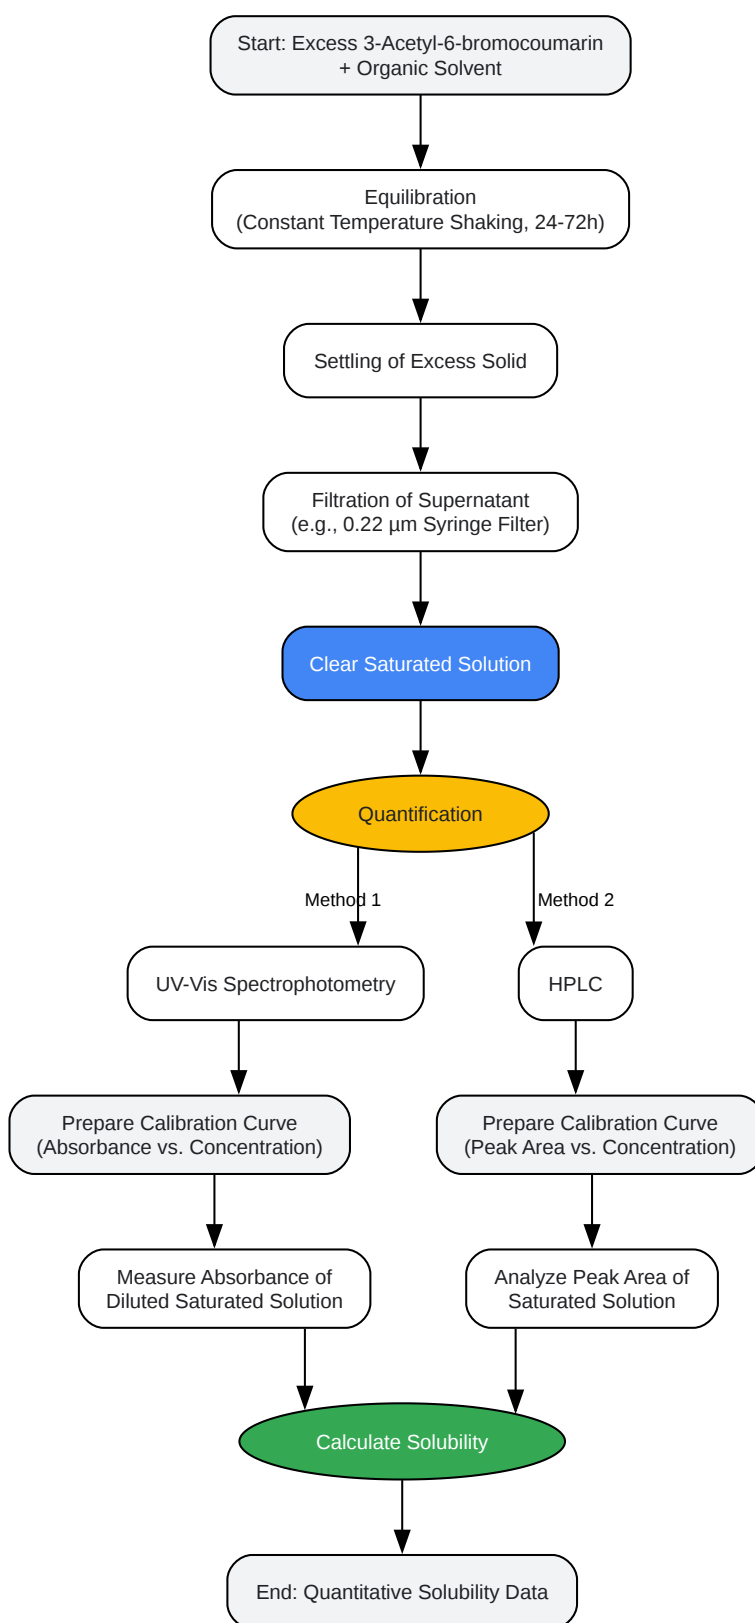 Start: Excess 3-Acetyl-6-bromocoumarin
+ Organic Solvent
Equilibration
(Constant Temperature Shaking, 24-72h)
Settling of Excess Solid
Filtration of Supernatant
(e.g., 0.22 µm Syringe Filter)
Clear Saturated Solution
Quantification
Method 1
Method 2
UV-Vis Spectrophotometry
HPLC
Prepare Calibration Curve
(Absorbance vs. Concentration)
Prepare Calibration Curve
(Peak Area vs. Concentration)
Measure Absorbance of
Diluted Saturated Solution
Analyze Peak Area of
Saturated Solution
Calculate Solubility
End: Quantitative Solubility Data